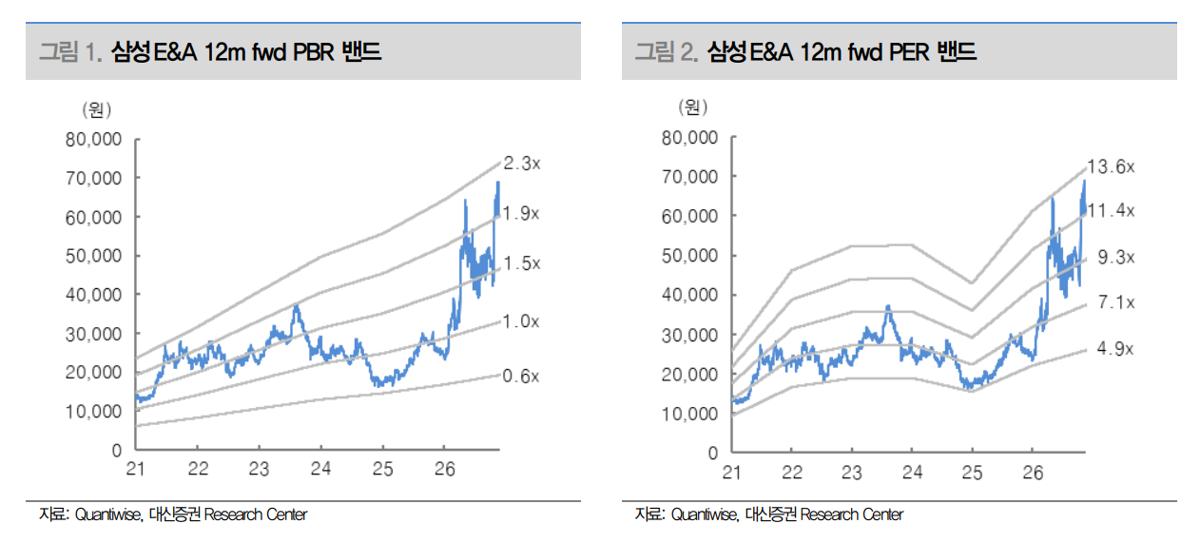 그림 1. 삼성 E&A 12m fwd PBR 밴드
(원)
80,000
70,000
60,000
50,000
40,000
30,000
20,000
10,000
0
21 22 23 24 25 26
2.3x
1.9x
1.5x
1.0x
0.6x
자료: Quantiwise, 대신증권 Research Center
그림 2. 삼성 E&A 12m fwd PER 밴드
(원)
80,000
70,000
60,000
50,000
40,000
30,000
20,000
10,000
0
21 22 23 24 25 26
13.6x
11.4x
9.3x
7.1x
4.9x
자료: Quantiwise, 대신증권 Research Center